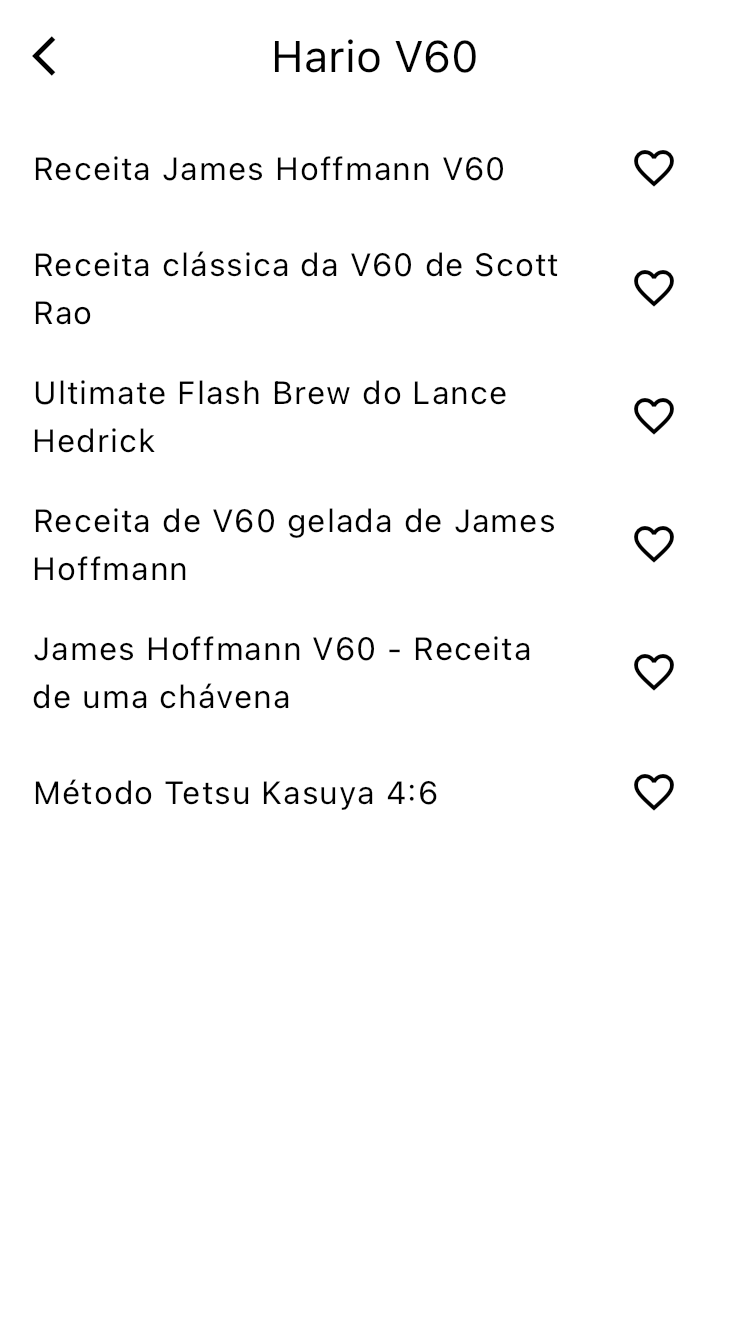 Hario V60
Receita James Hoffmann V60
Receita clássica da V60 de Scott
Rao
Ultimate Flash Brew do Lance
Hedrick
Receita de V60 gelada de James
Hoffmann
James Hoffmann V60 - Receita
de uma chávena
Método Tetsu Kasuya 4:6